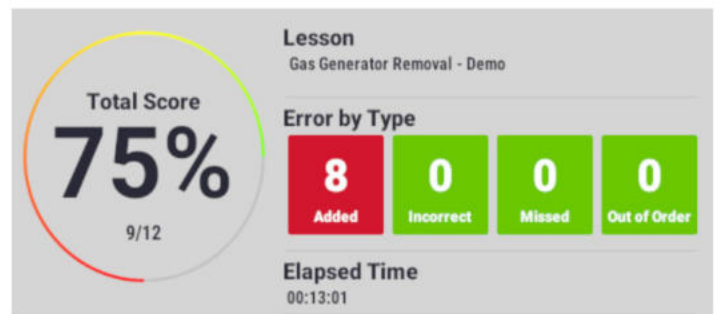 Total Score
75%
9/12
Lesson
Gas Generator Removal - Demo
Error by Type
8
Added
0
Incorrect
0
Missed
0
Out of Order
Elapsed Time
00:13:01